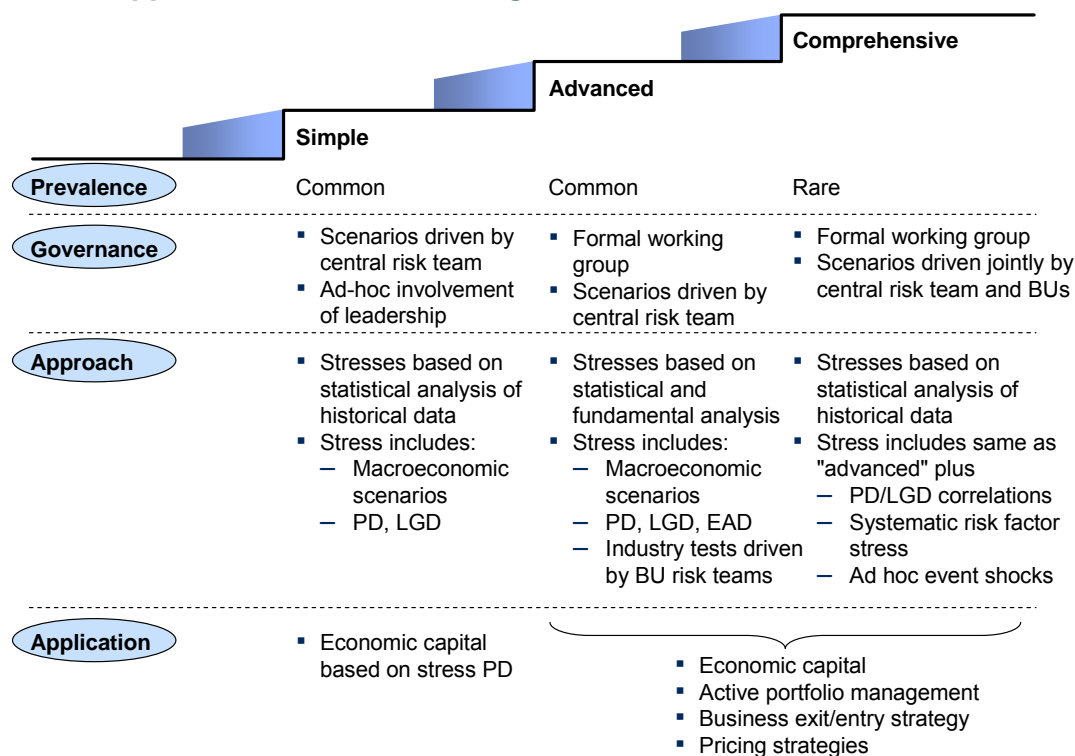 Comprehensive
Advanced
Simple
Prevalence
Common
Common
Rare
Governance
▪ Scenarios driven by
central risk team
▪ Ad-hoc involvement
of leadership
▪ Formal working
group
▪ Scenarios driven by
central risk team
▪ Formal working group
▪ Scenarios driven jointly by
central risk team and BUs
Approach
▪ Stresses based on
statistical analysis of
historical data
▪ Stress includes:
– Macroeconomic
scenarios
– PD, LGD
▪ Stresses based on
statistical and
fundamental analysis
▪ Stress includes:
– Macroeconomic
scenarios
– PD, LGD, EAD
– Industry tests driven
by BU risk teams
▪ Stresses based on
statistical analysis of
historical data
▪ Stress includes same as
"advanced" plus
– PD/LGD correlations
– Systematic risk factor
stress
– Ad hoc event shocks
Application
▪ Economic capital
based on stress PD
▪ Economic capital
▪ Active portfolio management
▪ Business exit/entry strategy
▪ Pricing strategies